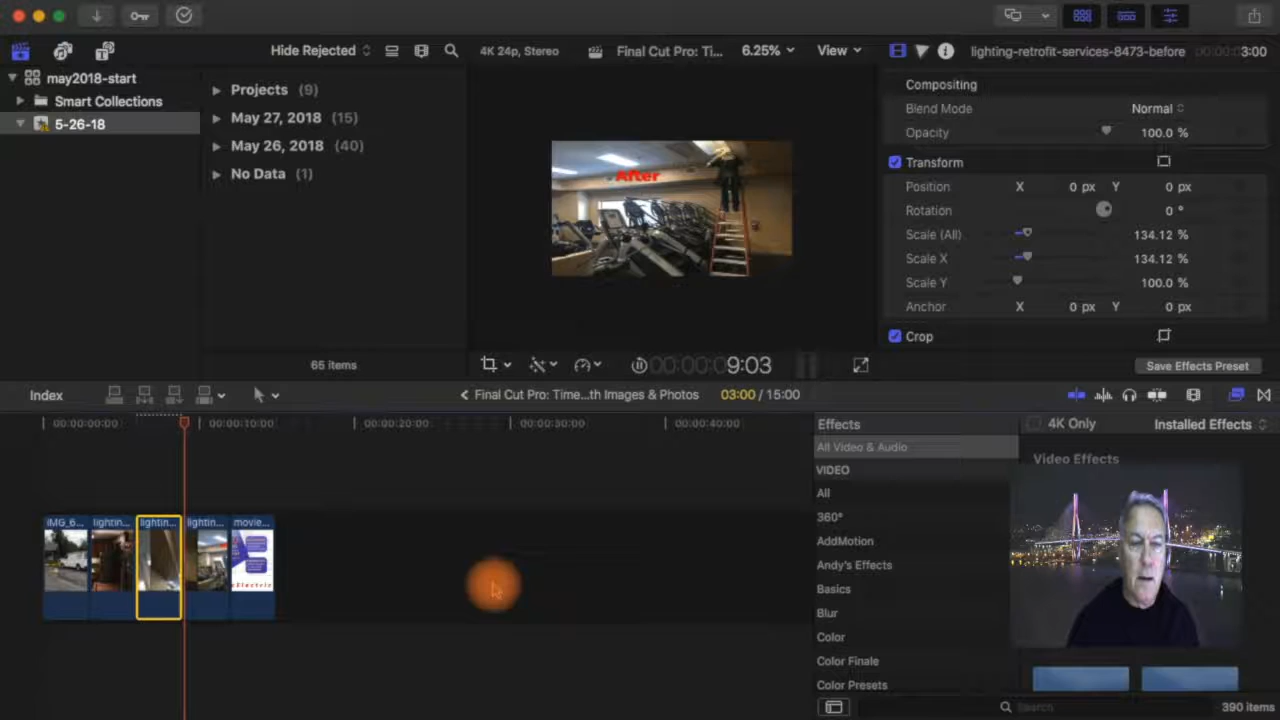 Hide Rejected
4K 24p, Stereo
Final Cut Pro: Ti...
6.25%
View
lighting-retrofit-services-8473-before
3:00
may2018-start
Smart Collections
5-26-18
Projects (9)
May 27, 2018 (15)
May 26, 2018 (40)
No Data (1)
65 items
After
Compositing
Blend Mode Normal
Opacity 100.0 %
Transform
Position X 0 px Y 0 px
Rotation 0 °
Scale (All) 134.12 %
Scale X 134.12 %
Scale Y 100.0 %
Anchor X 0 px Y 0 px
Crop
Save Effects Preset
00:00:00:09:03
Index
Final Cut Pro: Time...th Images & Photos
03:00 / 15:00
00:00:00:00
00:00:10:00
00:00:20:00
00:00:30:00
00:00:40:00
IMG_6...
lightin...
lightin...
lightin...
movie...
Effects
4K Only
Installed Effects
All Video & Audio
VIDEO
All
360°
AddMotion
Andy's Effects
Basics
Blur
Color
Color Finale
Color Presets
Video Effects
Search
390 items